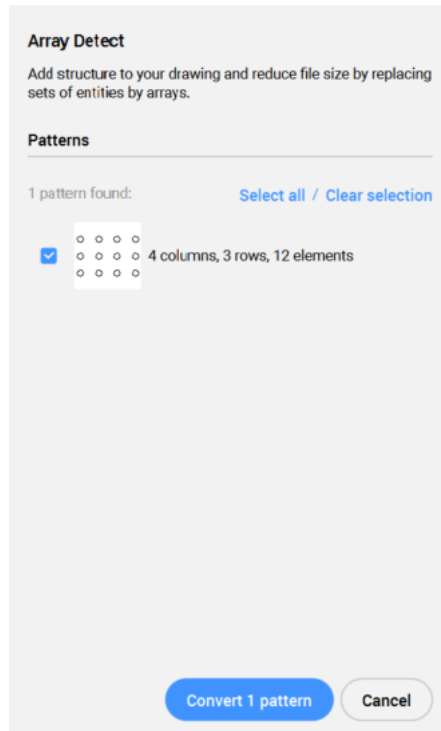 Array Detect
Add structure to your drawing and reduce file size by replacing
sets of entities by arrays.
Patterns
1 pattern found:
Select all / Clear selection
4 columns, 3 rows, 12 elements
Convert 1 pattern
Cancel